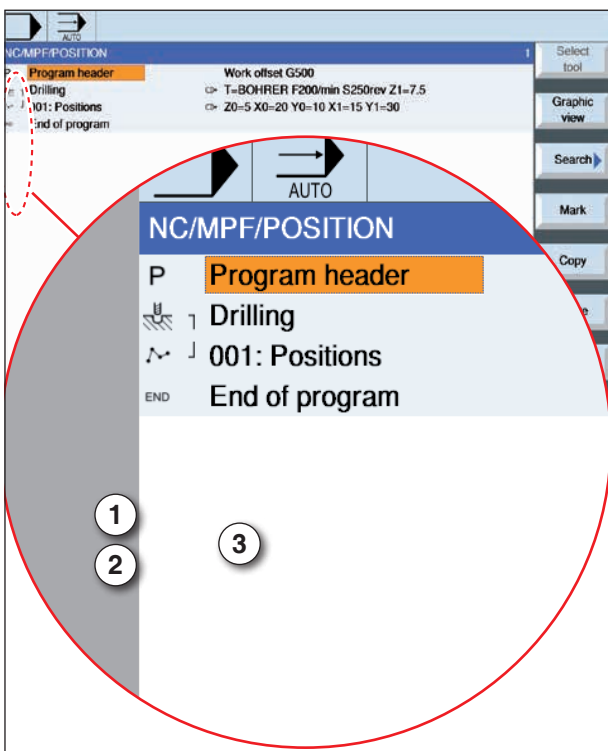 AUTO
NC/MPF/POSITION 1
P Program header Work offset G500
Drilling T=BOHRER F200/min S250rev Z1=7.5
001: Positions Z0=5 X0=20 Y0=10 X1=15 Y1=30
End of program
Select
tool
Graphic
view
Search
Mark
Copy
e
AUTO
NC/MPF/POSITION
P Program header
Drilling
001: Positions
END End of program
1
2
3